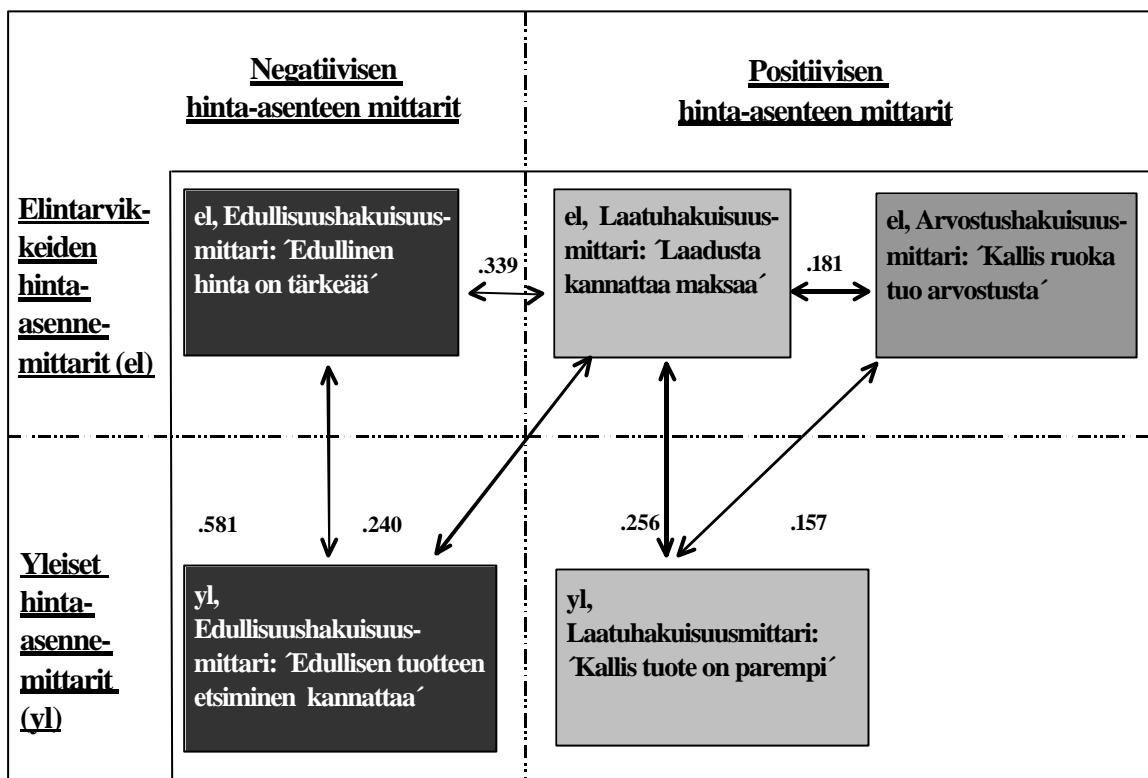 Negatiivisen
hinta-asenteen mittarit
Positiivisen
hinta-asenteen mittarit
Elintarvik-
keiden
hinta-
asenne-
mittarit (el)
el, Edullisuushakuisuus-
mittari: ´Edullinen
hinta on tärkeää´
.339
el, Laatuhakuisuus-
mittari: ´Laadusta
kannattaa maksaa´
.181
el, Arvostushakuisuus-
mittari: ´Kallis ruoka
tuo arvostusta´
.581
.240
.256
.157
Yleiset
hinta-
asenne-
mittarit
(yl)
yl,
Edullisuushakuisuus-
mittari: ´Edullisen tuotteen
etsiminen kannattaa´
yl,
Laatuhakuisuusmittari:
´Kallis tuote on parempi´